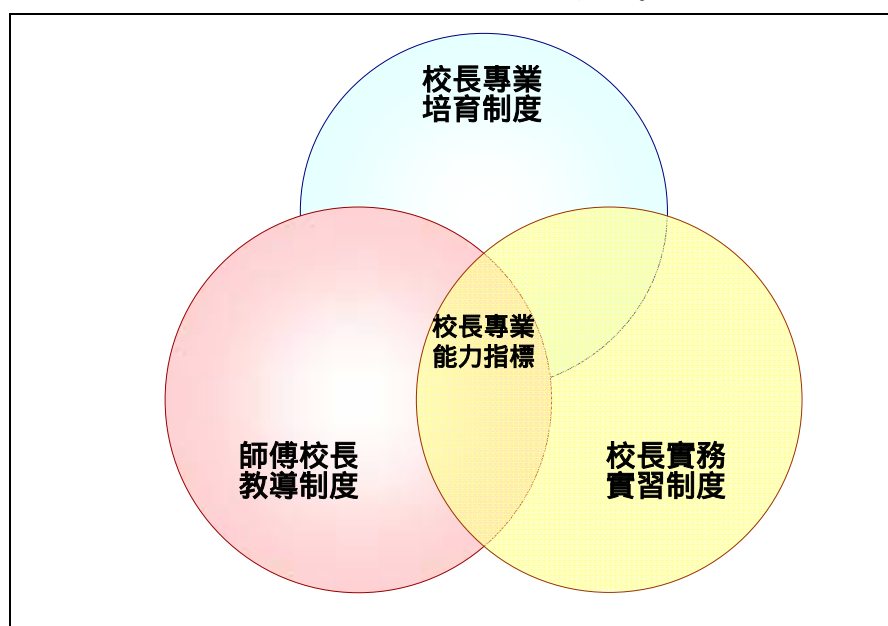 校長專業
培育制度
校長專業
能力指標
師傅校長
教導制度
校長實務
實習制度